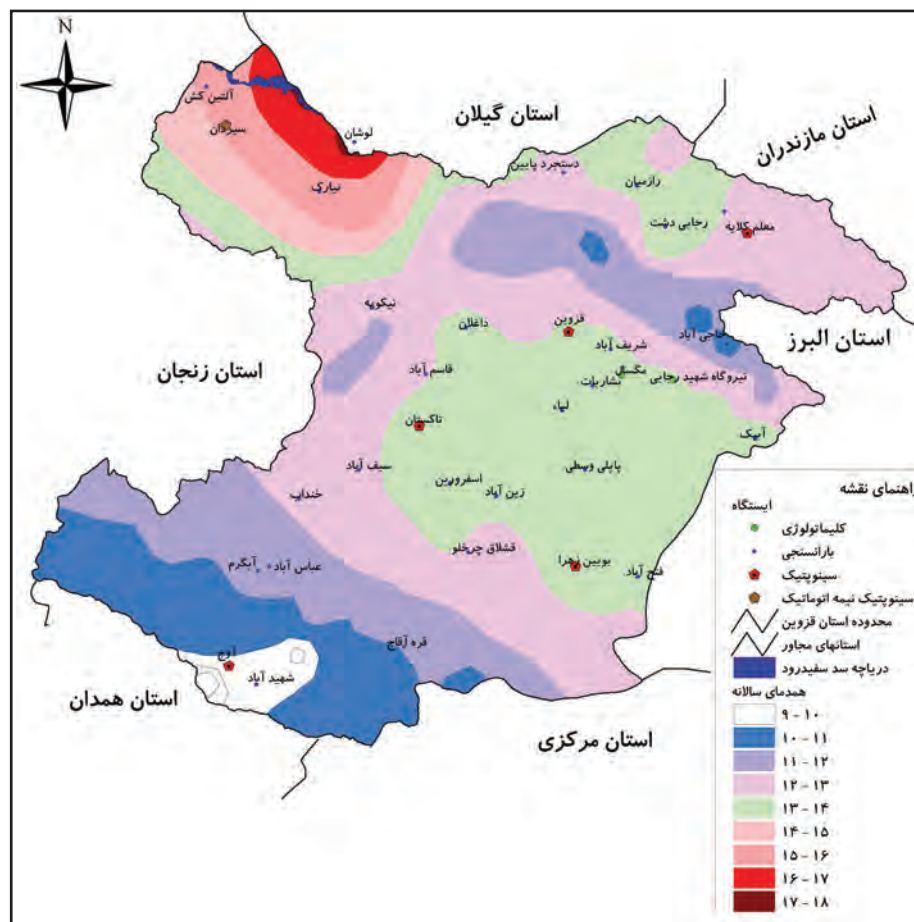 N
استان گیلان
استان مازندران
استان البرز
استان زنجان
استان همدان
استان مرکزی
آلتین کش
سیردان
لوشان
نیارک
دستجرد پایین
رازمیان
رجایی دشت
معلم کلایه
نیکویه
داغلان
قزوین
شریف آباد
حاجی آباد
قاسم آباد
مگسال
نیروگاه شهید رجایی
بشاریات
لیاء
تاکستان
آبیک
سیف آباد
پاپلی وسطی
اسفرورین
زین آباد
خنداب
قشلاق چرخلو
بویین زهرا
فتح آباد
آبگرم
عباس آباد
قره آقاج
آوج
شهید آباد
راهنمای نقشه
ایستگاه
کلیماتولوژی
بارانسنجی
سینوپتیک
سینوپتیک نیمه اتوماتیک
محدوده استان قزوین
استانهای مجاور
دریاچه سد سفیدرود
همدمای سالانه
۹ - ۱۰
۱۰ - ۱۱
۱۱ - ۱۲
۱۲ - ۱۳
۱۳ - ۱۴
۱۴ - ۱۵
۱۵ - ۱۶
۱۶ - ۱۷
۱۷ - ۱۸